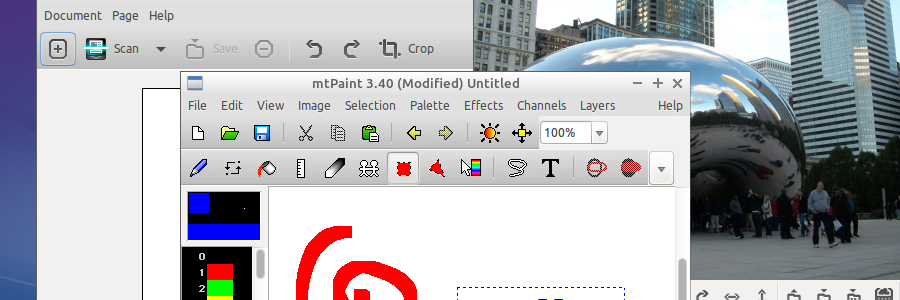 Document Page Help
Scan Save Crop
mtPaint 3.40 (Modified) Untitled
File Edit View Image Selection Palette Effects Channels Layers Help
100%
T
0
1
2